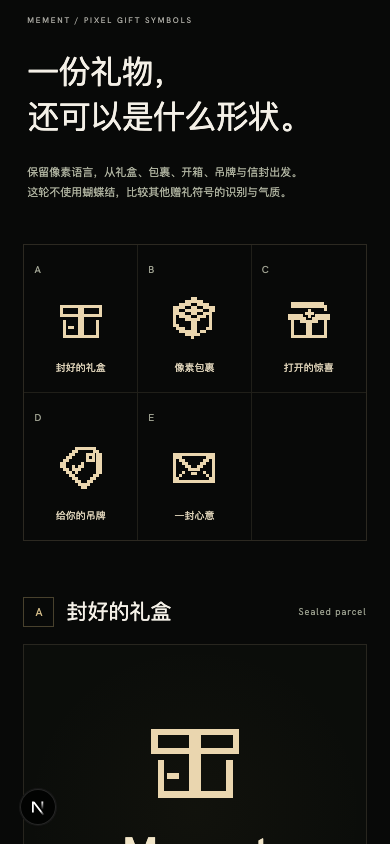 MEMENT / PIXEL GIFT SYMBOLS
一份礼物，
还可以是什么形状。
保留像素语言，从礼盒、包裹、开箱、吊牌与信封出发。
这轮不使用蝴蝶结，比较其他赠礼符号的识别与气质。
A
B
C
封好的礼盒
像素包裹
打开的惊喜
D
E
给你的吊牌
一封心意
A
封好的礼盒
Sealed parcel
N